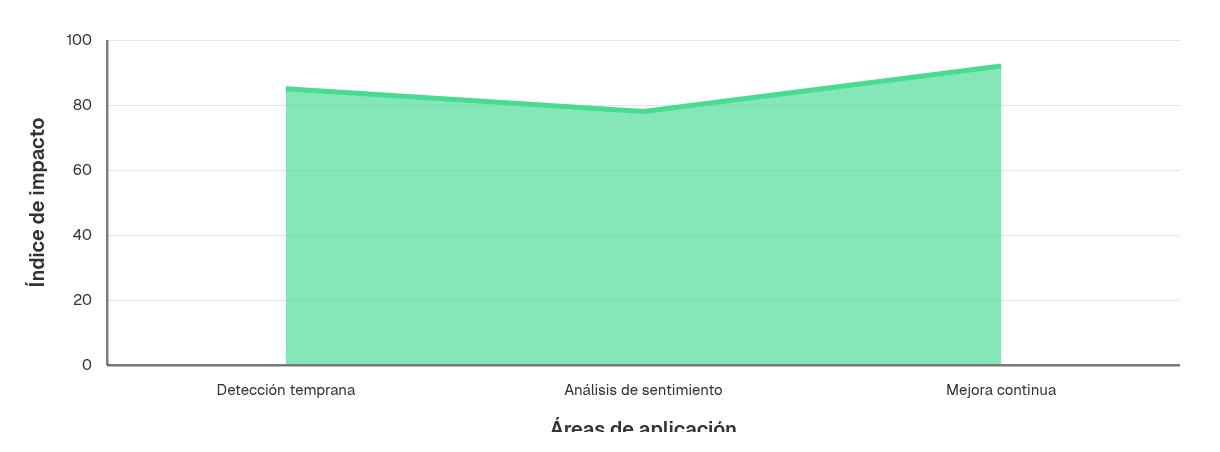 100
80
60
40
20
0
Índice de impacto
Detección temprana
Análisis de sentimiento
Mejora continua
Áreas de aplicación